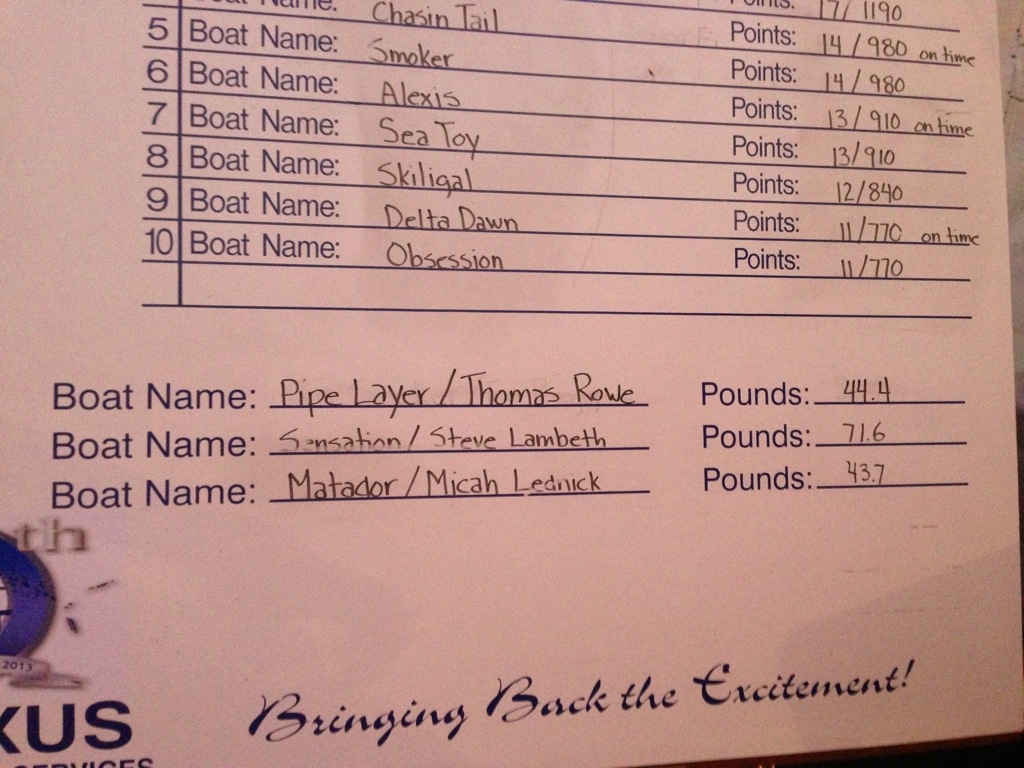 Points: 17/1190
Boat Name: Chasin Tail Points: 14/980 on time
5 Boat Name: Smoker Points: 14/980
6 Boat Name: Alexis Points: 13/910 on time
7 Boat Name: Sea Toy Points: 13/910
8 Boat Name: Skiligal Points: 12/840
9 Boat Name: Delta Dawn Points: 11/770 on time
10 Boat Name: Obsession Points: 11/770
Boat Name: Pipe Layer / Thomas Rowe Pounds: 44.4
Boat Name: Sensation / Steve Lambeth Pounds: 71.6
Boat Name: Matador / Micah Lednick Pounds: 43.7
th
2013
XUS
SERVICES
Bringing Back the Excitement!